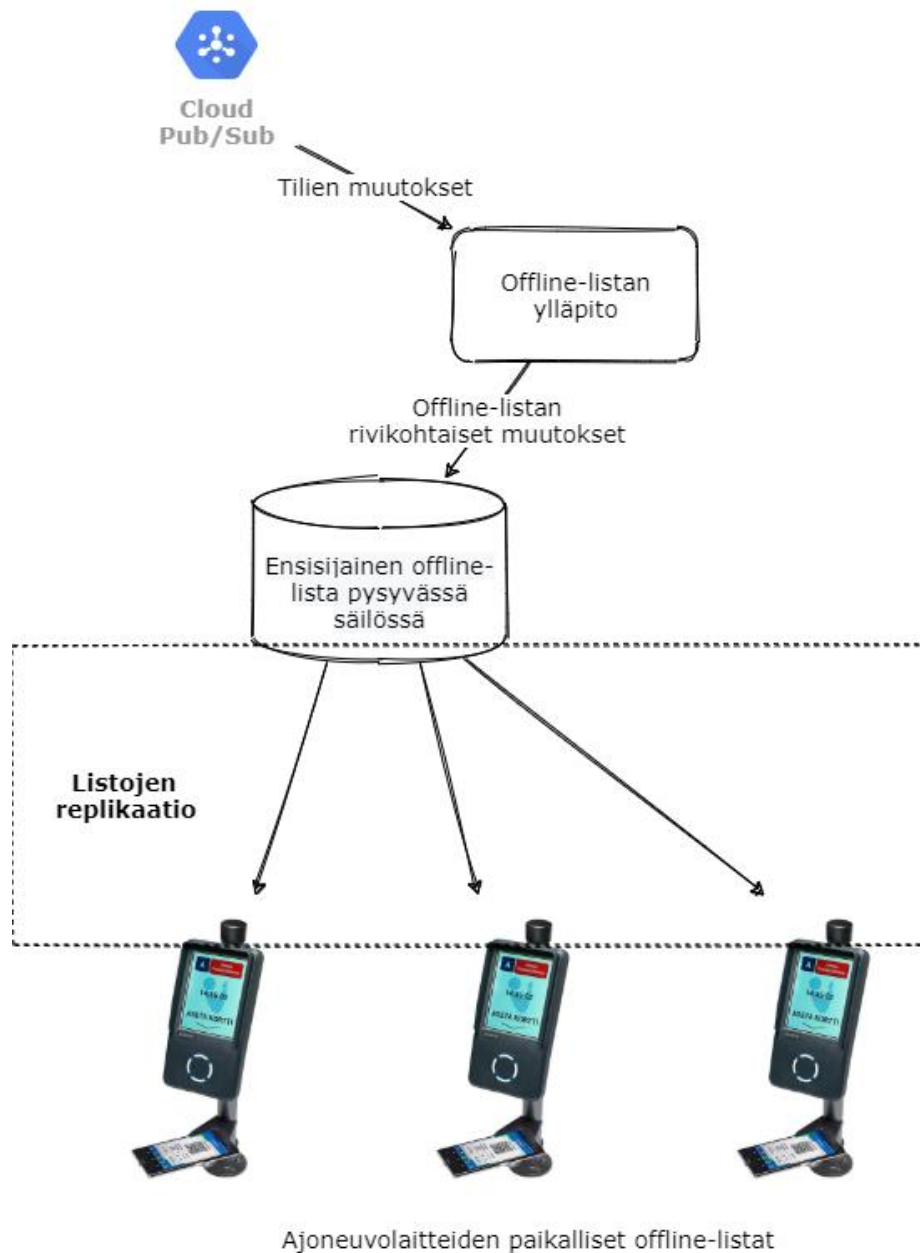 Cloud
Pub/Sub
Tilien muutokset
Offline-listan
ylläpito
Offline-listan
rivikohtaiset muutokset
Ensisijainen offline-
lista pysyvässä
säilössä
Listojen
replikaatio
Ajoneuvolaitteiden paikalliset offline-listat